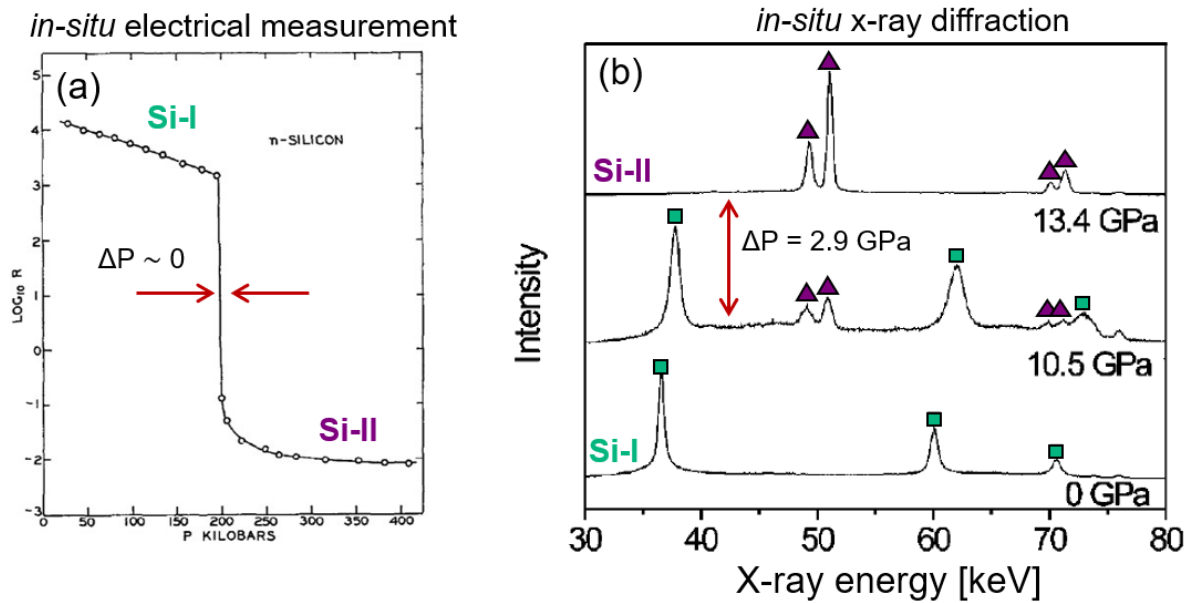 in-situ electrical measurement
(a)
Si-I
n-SILICON
ΔP ~ 0
Si-II
LOG₁₀ R
5
4
3
2
1
0
-1
-2
-3
0 50 100 150 200 250 300 350 400
P KILOBARS
in-situ x-ray diffraction
(b)
Si-II
13.4 GPa
ΔP = 2.9 GPa
10.5 GPa
Si-I
0 GPa
Intensity
30 40 50 60 70 80
X-ray energy [keV]